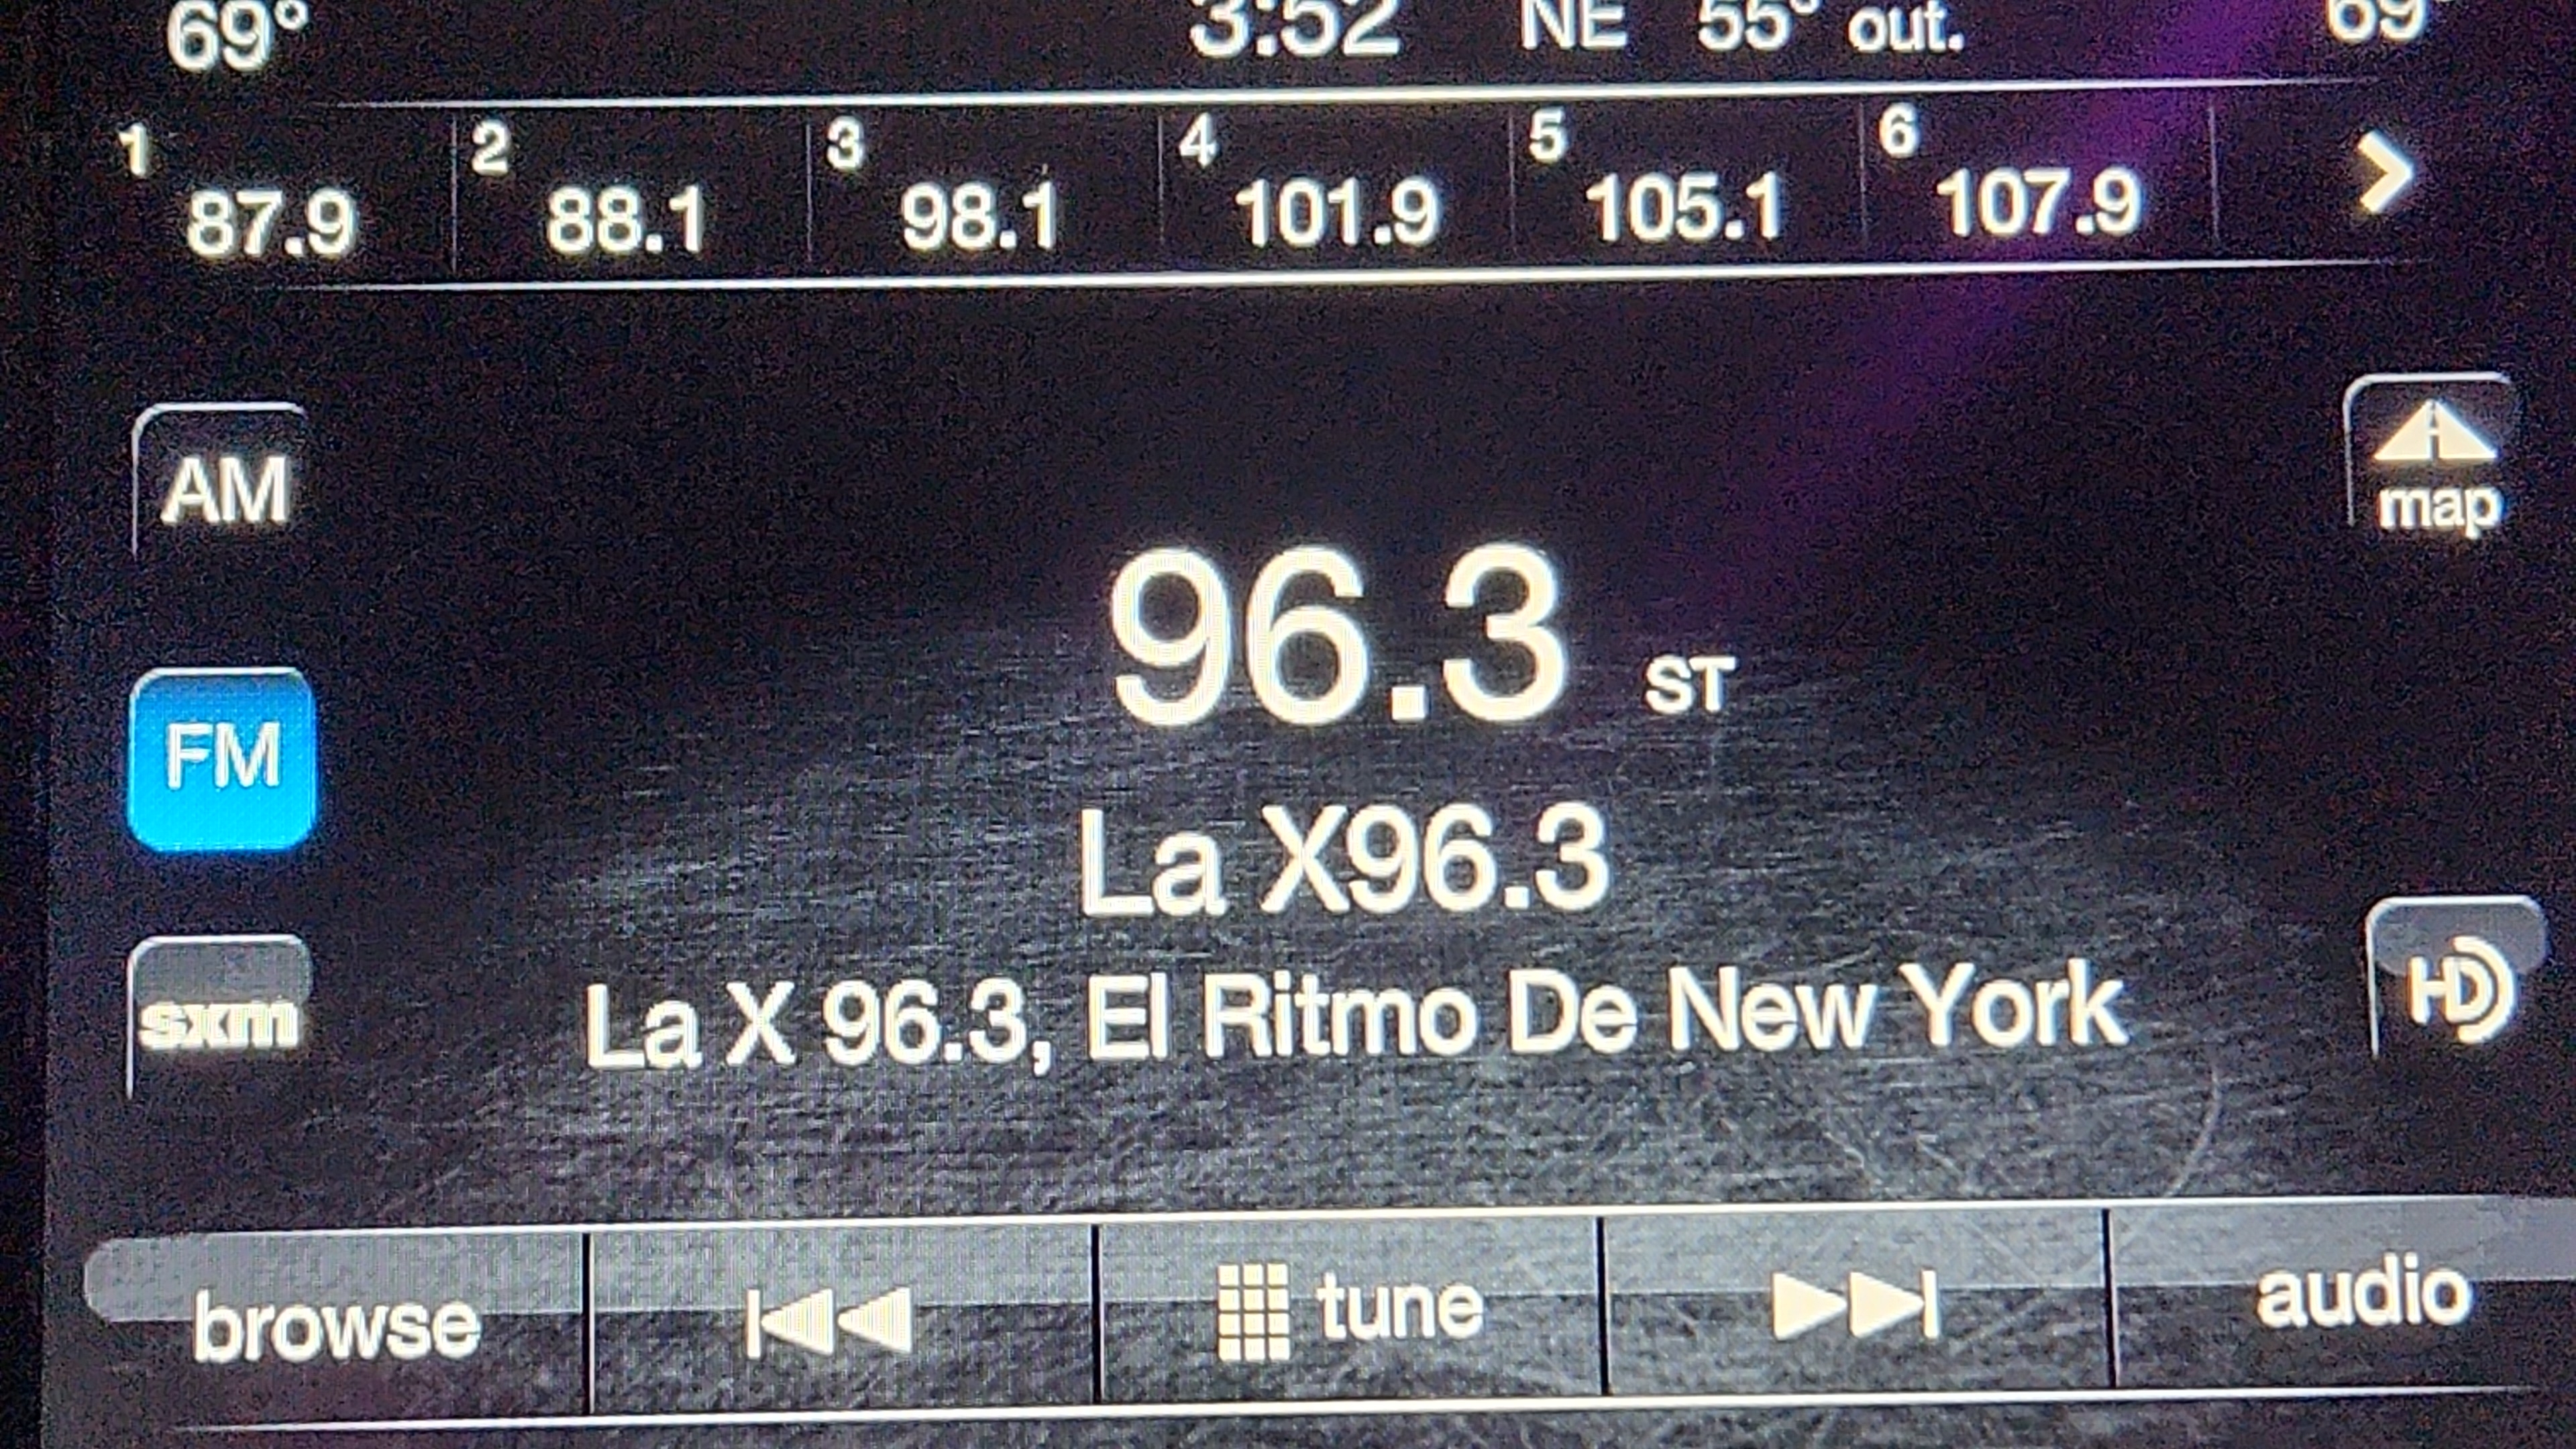 69° 3:52 NE 55° out. 69°
1 2 3 4 5 6
87.9 88.1 98.1 101.9 105.1 107.9
AM
map
96.3 ST
FM
La X96.3
sxm
HD
La X 96.3, El Ritmo De New York
browse tune audio